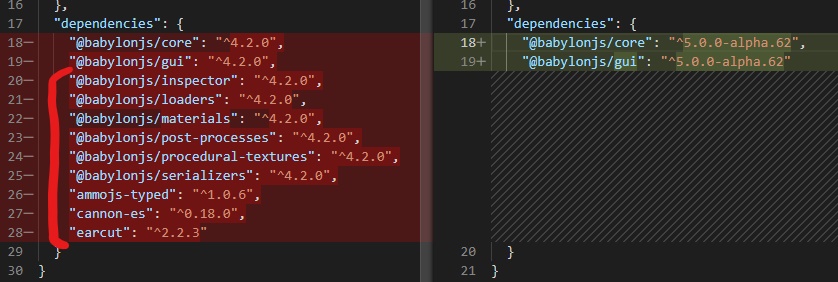 16 },
17 "dependencies": {
18— "@babylonjs/core": "^4.2.0",
19— "@babylonjs/gui": "^4.2.0",
20— "@babylonjs/inspector": "^4.2.0",
21— "@babylonjs/loaders": "^4.2.0",
22— "@babylonjs/materials": "^4.2.0",
23— "@babylonjs/post-processes": "^4.2.0",
24— "@babylonjs/procedural-textures": "^4.2.0",
25— "@babylonjs/serializers": "^4.2.0",
26— "ammojs-typed": "^1.0.6",
27— "cannon-es": "^0.18.0",
28— "earcut": "^2.2.3"
29 }
30 }
16 },
17 "dependencies": {
18+ "@babylonjs/core": "^5.0.0-alpha.62",
19+ "@babylonjs/gui": "^5.0.0-alpha.62"
20 }
21 }